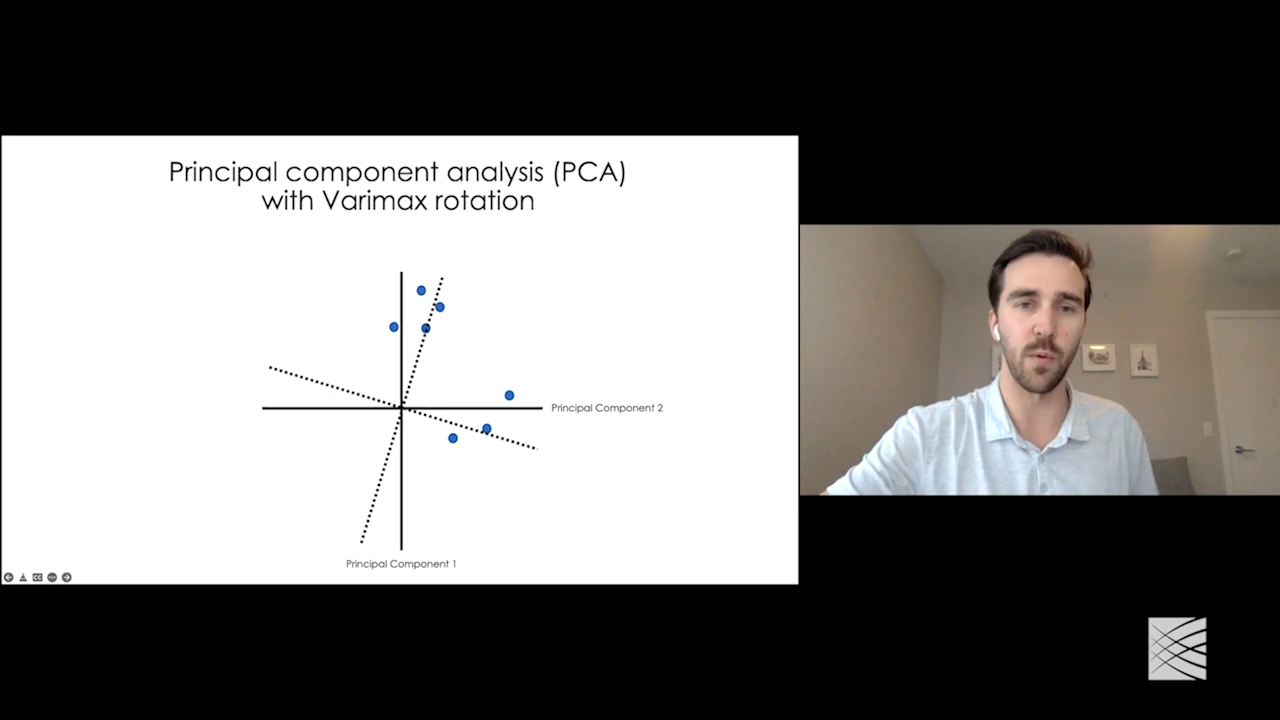 Principal component analysis (PCA)
with Varimax rotation
Principal Component 2
Principal Component 1